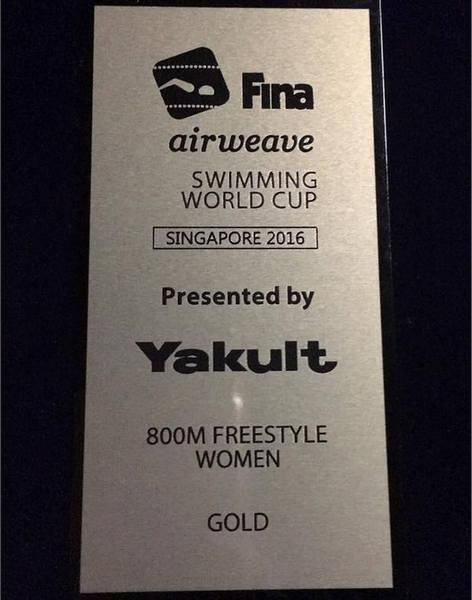 Fina
airweave
SWIMMING
WORLD CUP
SINGAPORE 2016
Presented by
Yakult
800M FREESTYLE
WOMEN
GOLD